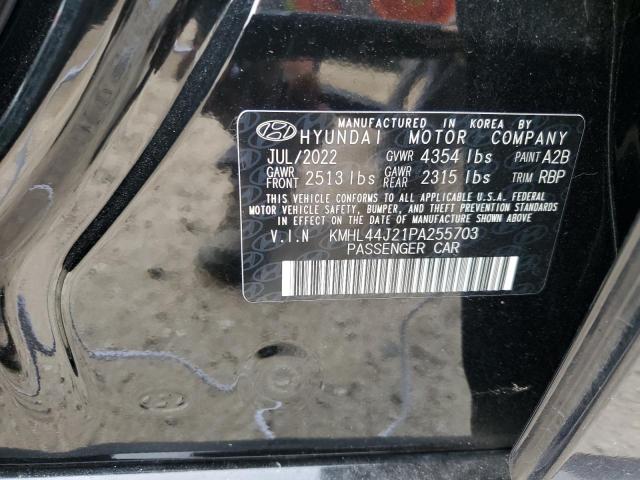 MANUFACTURED IN KOREA BY
HYUNDAI MOTOR COMPANY
JUL/2022 GVWR 4354 lbs PAINT A2B
GAWR FRONT 2513 lbs GAWR REAR 2315 lbs TRIM RBP
THIS VEHICLE CONFORMS TO ALL APPLICABLE U.S.A. FEDERAL
MOTOR VEHICLE SAFETY, BUMPER, AND THEFT PREVENTION STANDARDS
IN EFFECT ON THE DATE OF MANUFACTURE SHOWN ABOVE.
V.I.N KMHL44J21PA255703
PASSENGER CAR